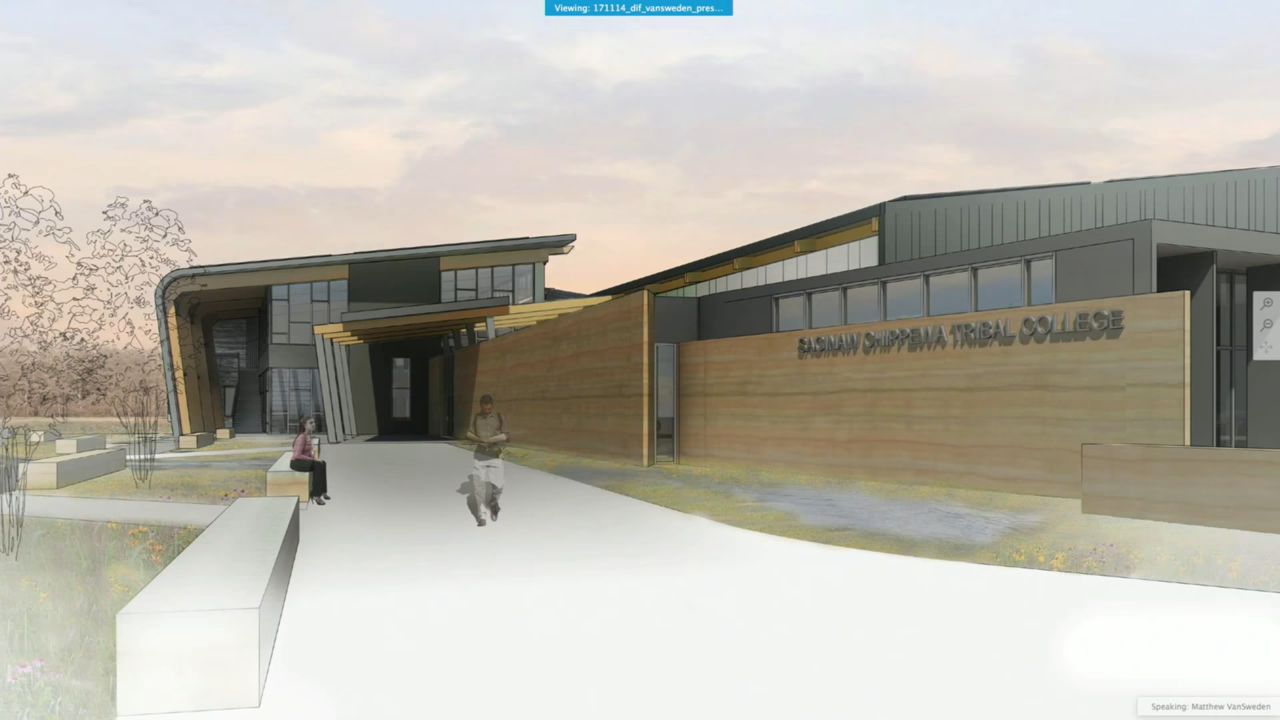 Viewing: 171114_dif_vansweden_pres...
SAGINAW CHIPPEWA TRIBAL COLLEGE
Speaking: Matthew VanSweden